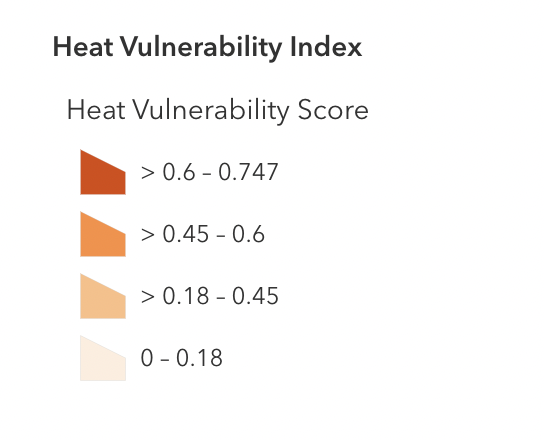 Heat Vulnerability Index
Heat Vulnerability Score
> 0.6 – 0.747
> 0.45 – 0.6
> 0.18 – 0.45
0 – 0.18